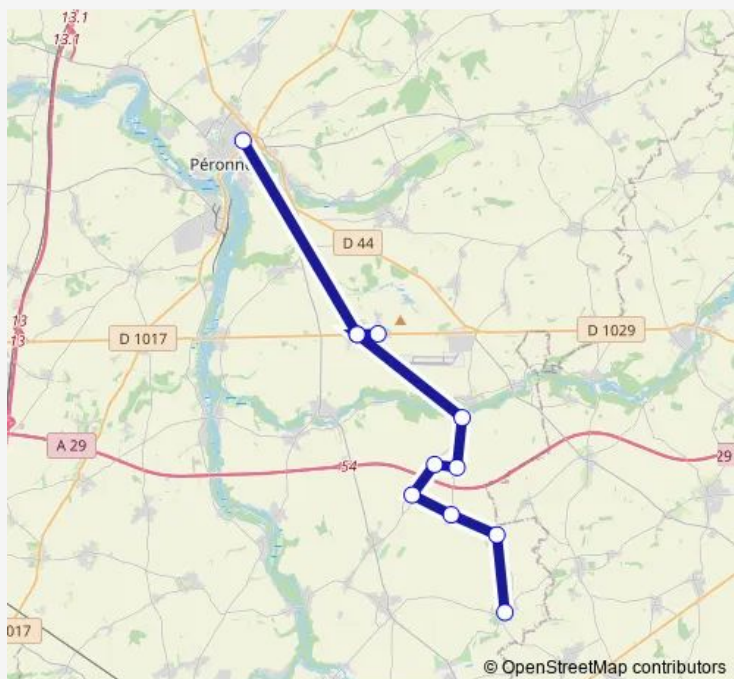 13.1
13.1
Péronn
D 44
13
13
D 1017
D 1029
A 29
54
29
017
© OpenStreetMap contributors